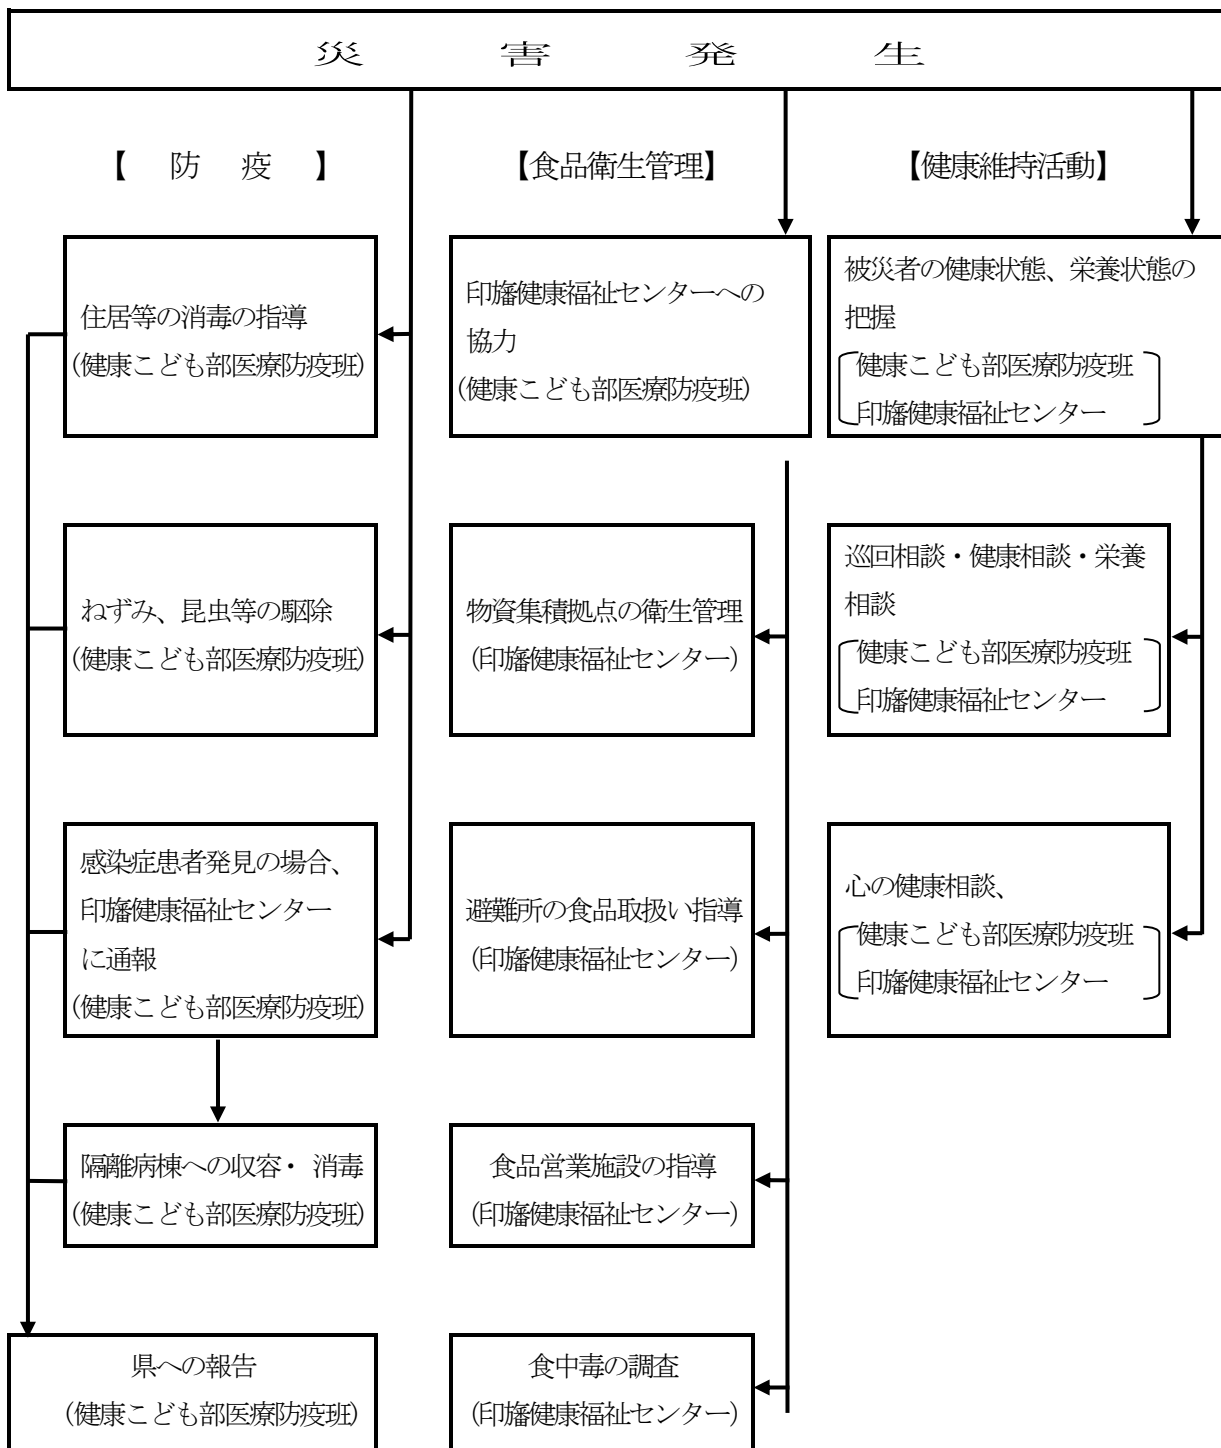 災害発生
【防疫】
住居等の消毒の指導
(健康こども部医療防疫班)
ねずみ、昆虫等の駆除
(健康こども部医療防疫班)
感染症患者発見の場合、
印旛健康福祉センター
に通報
(健康こども部医療防疫班)
隔離病棟への収容・ 消毒
(健康こども部医療防疫班)
県への報告
(健康こども部医療防疫班)
【食品衛生管理】
印旛健康福祉センターへの
協力
(健康こども部医療防疫班)
物資集積拠点の衛生管理
(印旛健康福祉センター)
避難所の食品取扱い指導
(印旛健康福祉センター)
食品営業施設の指導
(印旛健康福祉センター)
食中毒の調査
(印旛健康福祉センター)
【健康維持活動】
被災者の健康状態、栄養状態の
把握
健康こども部医療防疫班
印旛健康福祉センター
巡回相談・健康相談・栄養
相談
健康こども部医療防疫班
印旛健康福祉センター
心の健康相談、
健康こども部医療防疫班
印旛健康福祉センター